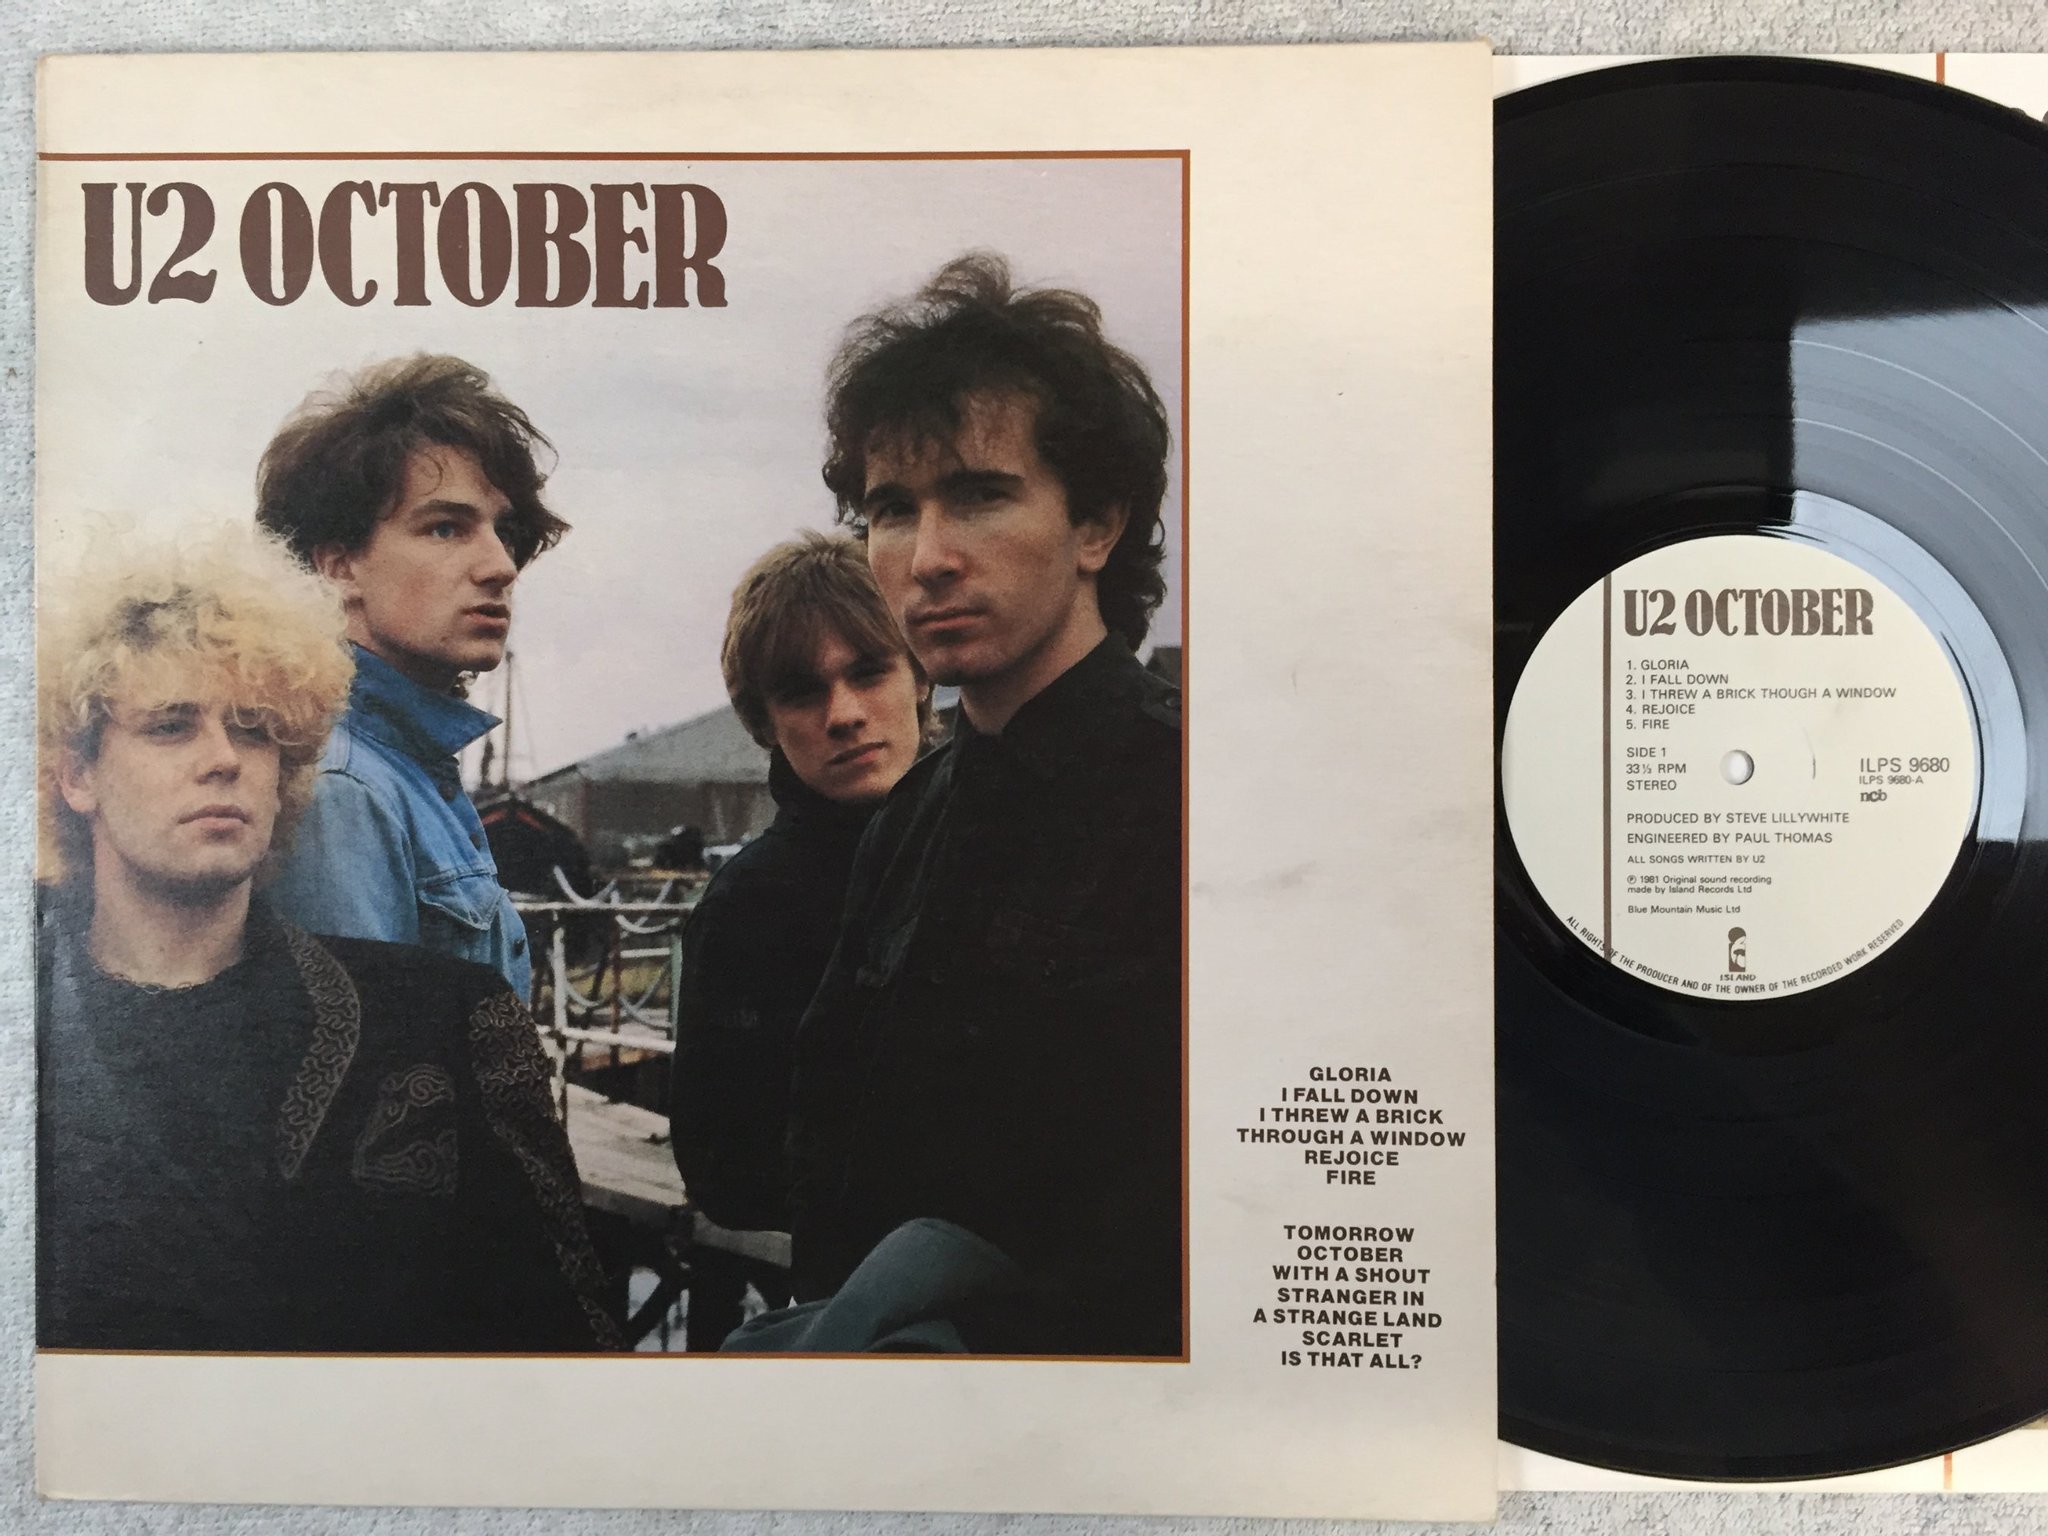 U2 OCTOBER
GLORIA
I FALL DOWN
I THREW A BRICK
THROUGH A WINDOW
REJOICE
FIRE
TOMORROW
OCTOBER
WITH A SHOUT
STRANGER IN
A STRANGE LAND
SCARLET
IS THAT ALL?
U2 OCTOBER
1. GLORIA
2. I FALL DOWN
3. I THREW A BRICK THOUGH A WINDOW
4. REJOICE
5. FIRE
SIDE 1
33⅓ RPM
STEREO
ILPS 9680
ILPS 9680-A
ncb
PRODUCED BY STEVE LILLYWHITE
ENGINEERED BY PAUL THOMAS
ALL SONGS WRITTEN BY U2
℗ 1981 Original sound recording
made by Island Records Ltd
Blue Mountain Music Ltd
ISLAND
ALL RIGHTS OF THE PRODUCER AND OF THE OWNER OF THE RECORDED WORK RESERVED